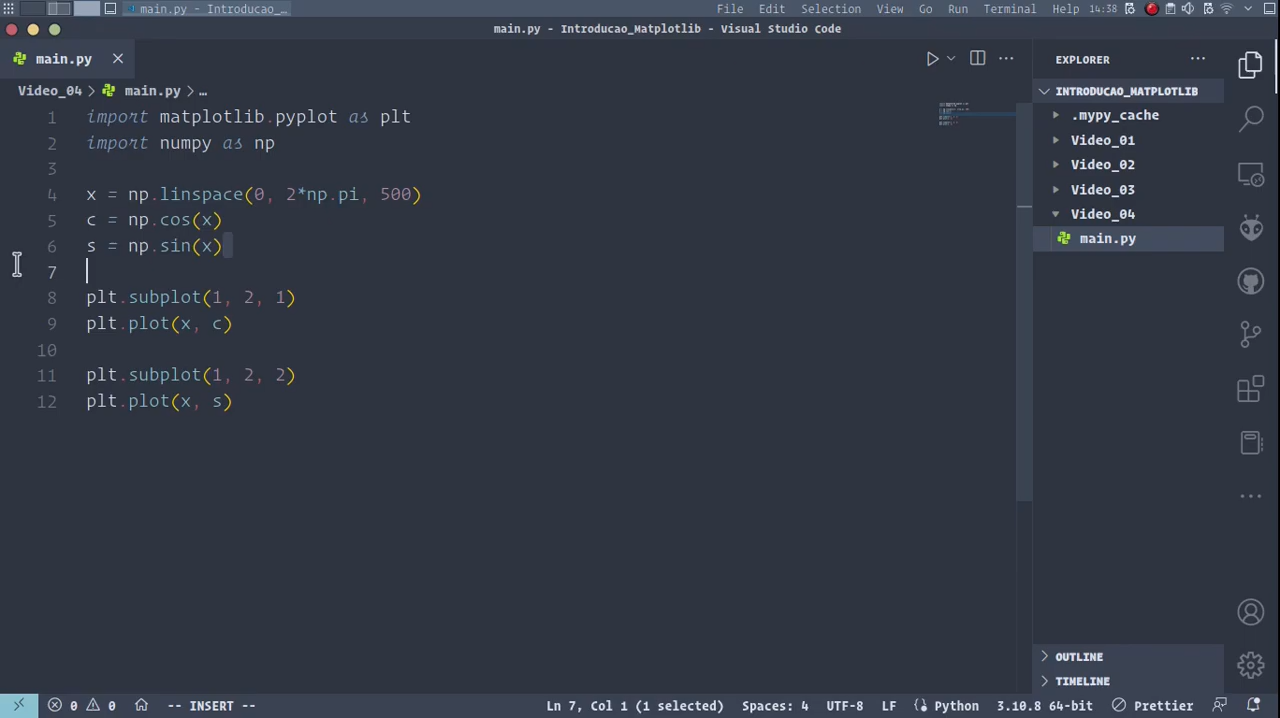 main.py - Introducao_…
File Edit Selection View Go Run Terminal Help 14:38
main.py - Introducao_Matplotlib - Visual Studio Code
main.py
EXPLORER
Video_04 > main.py > …
INTRODUCAO_MATPLOTLIB
1 import matplotlib.pyplot as plt
2 import numpy as np
3
4 x = np.linspace(0, 2*np.pi, 500)
5 c = np.cos(x)
6 s = np.sin(x)
7
8 plt.subplot(1, 2, 1)
9 plt.plot(x, c)
10
11 plt.subplot(1, 2, 2)
12 plt.plot(x, s)
.mypy_cache
Video_01
Video_02
Video_03
Video_04
main.py
OUTLINE
TIMELINE
0 0 -- INSERT -- Ln 7, Col 1 (1 selected) Spaces: 4 UTF-8 LF Python 3.10.8 64-bit Prettier